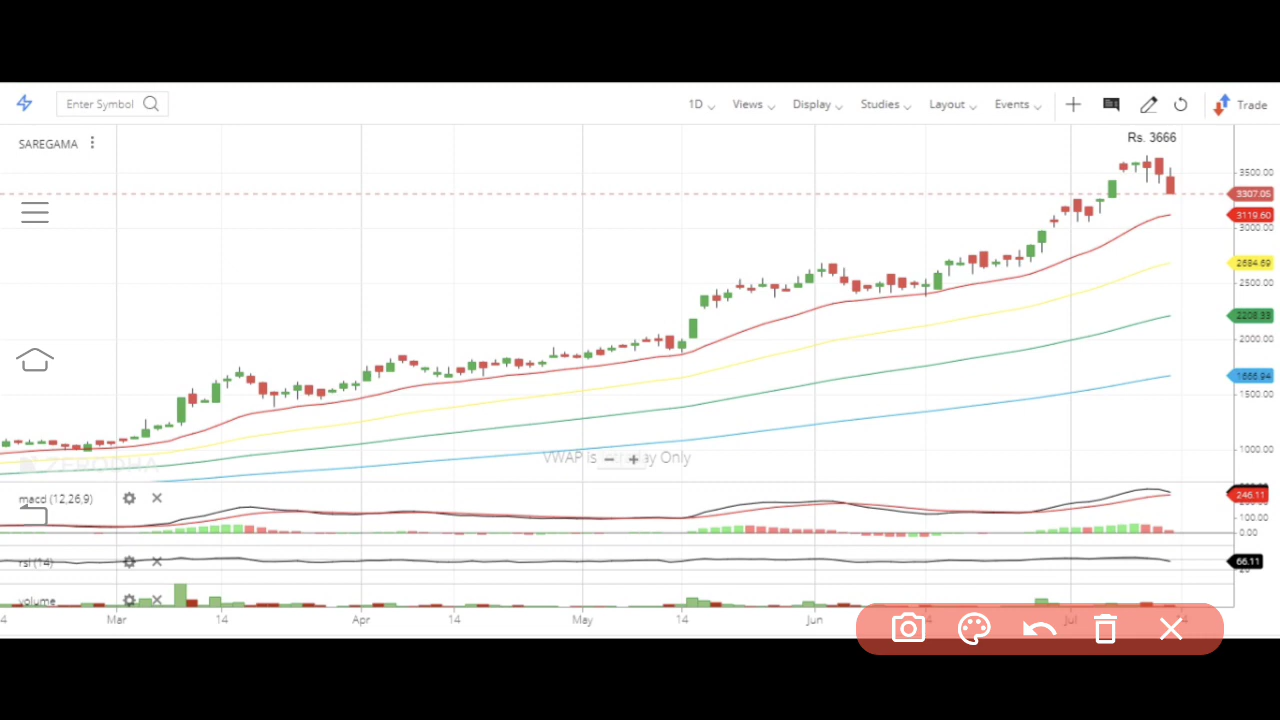 Enter Symbol 1D Views Display Studies Layout Events Trade
SAREGAMA
Rs. 3666
3500.00
3307.05
3119.60
3000.00
2684.69
2500.00
2208.33
2000.00
1666.94
1500.00
1000.00
ZERODHA
VWAP is ay Only
macd (12,26,9)
246.11
100.00
0.00
rsi (14)
66.11
volume
4 Mar 14 Apr 14 May 14 Jun Jul